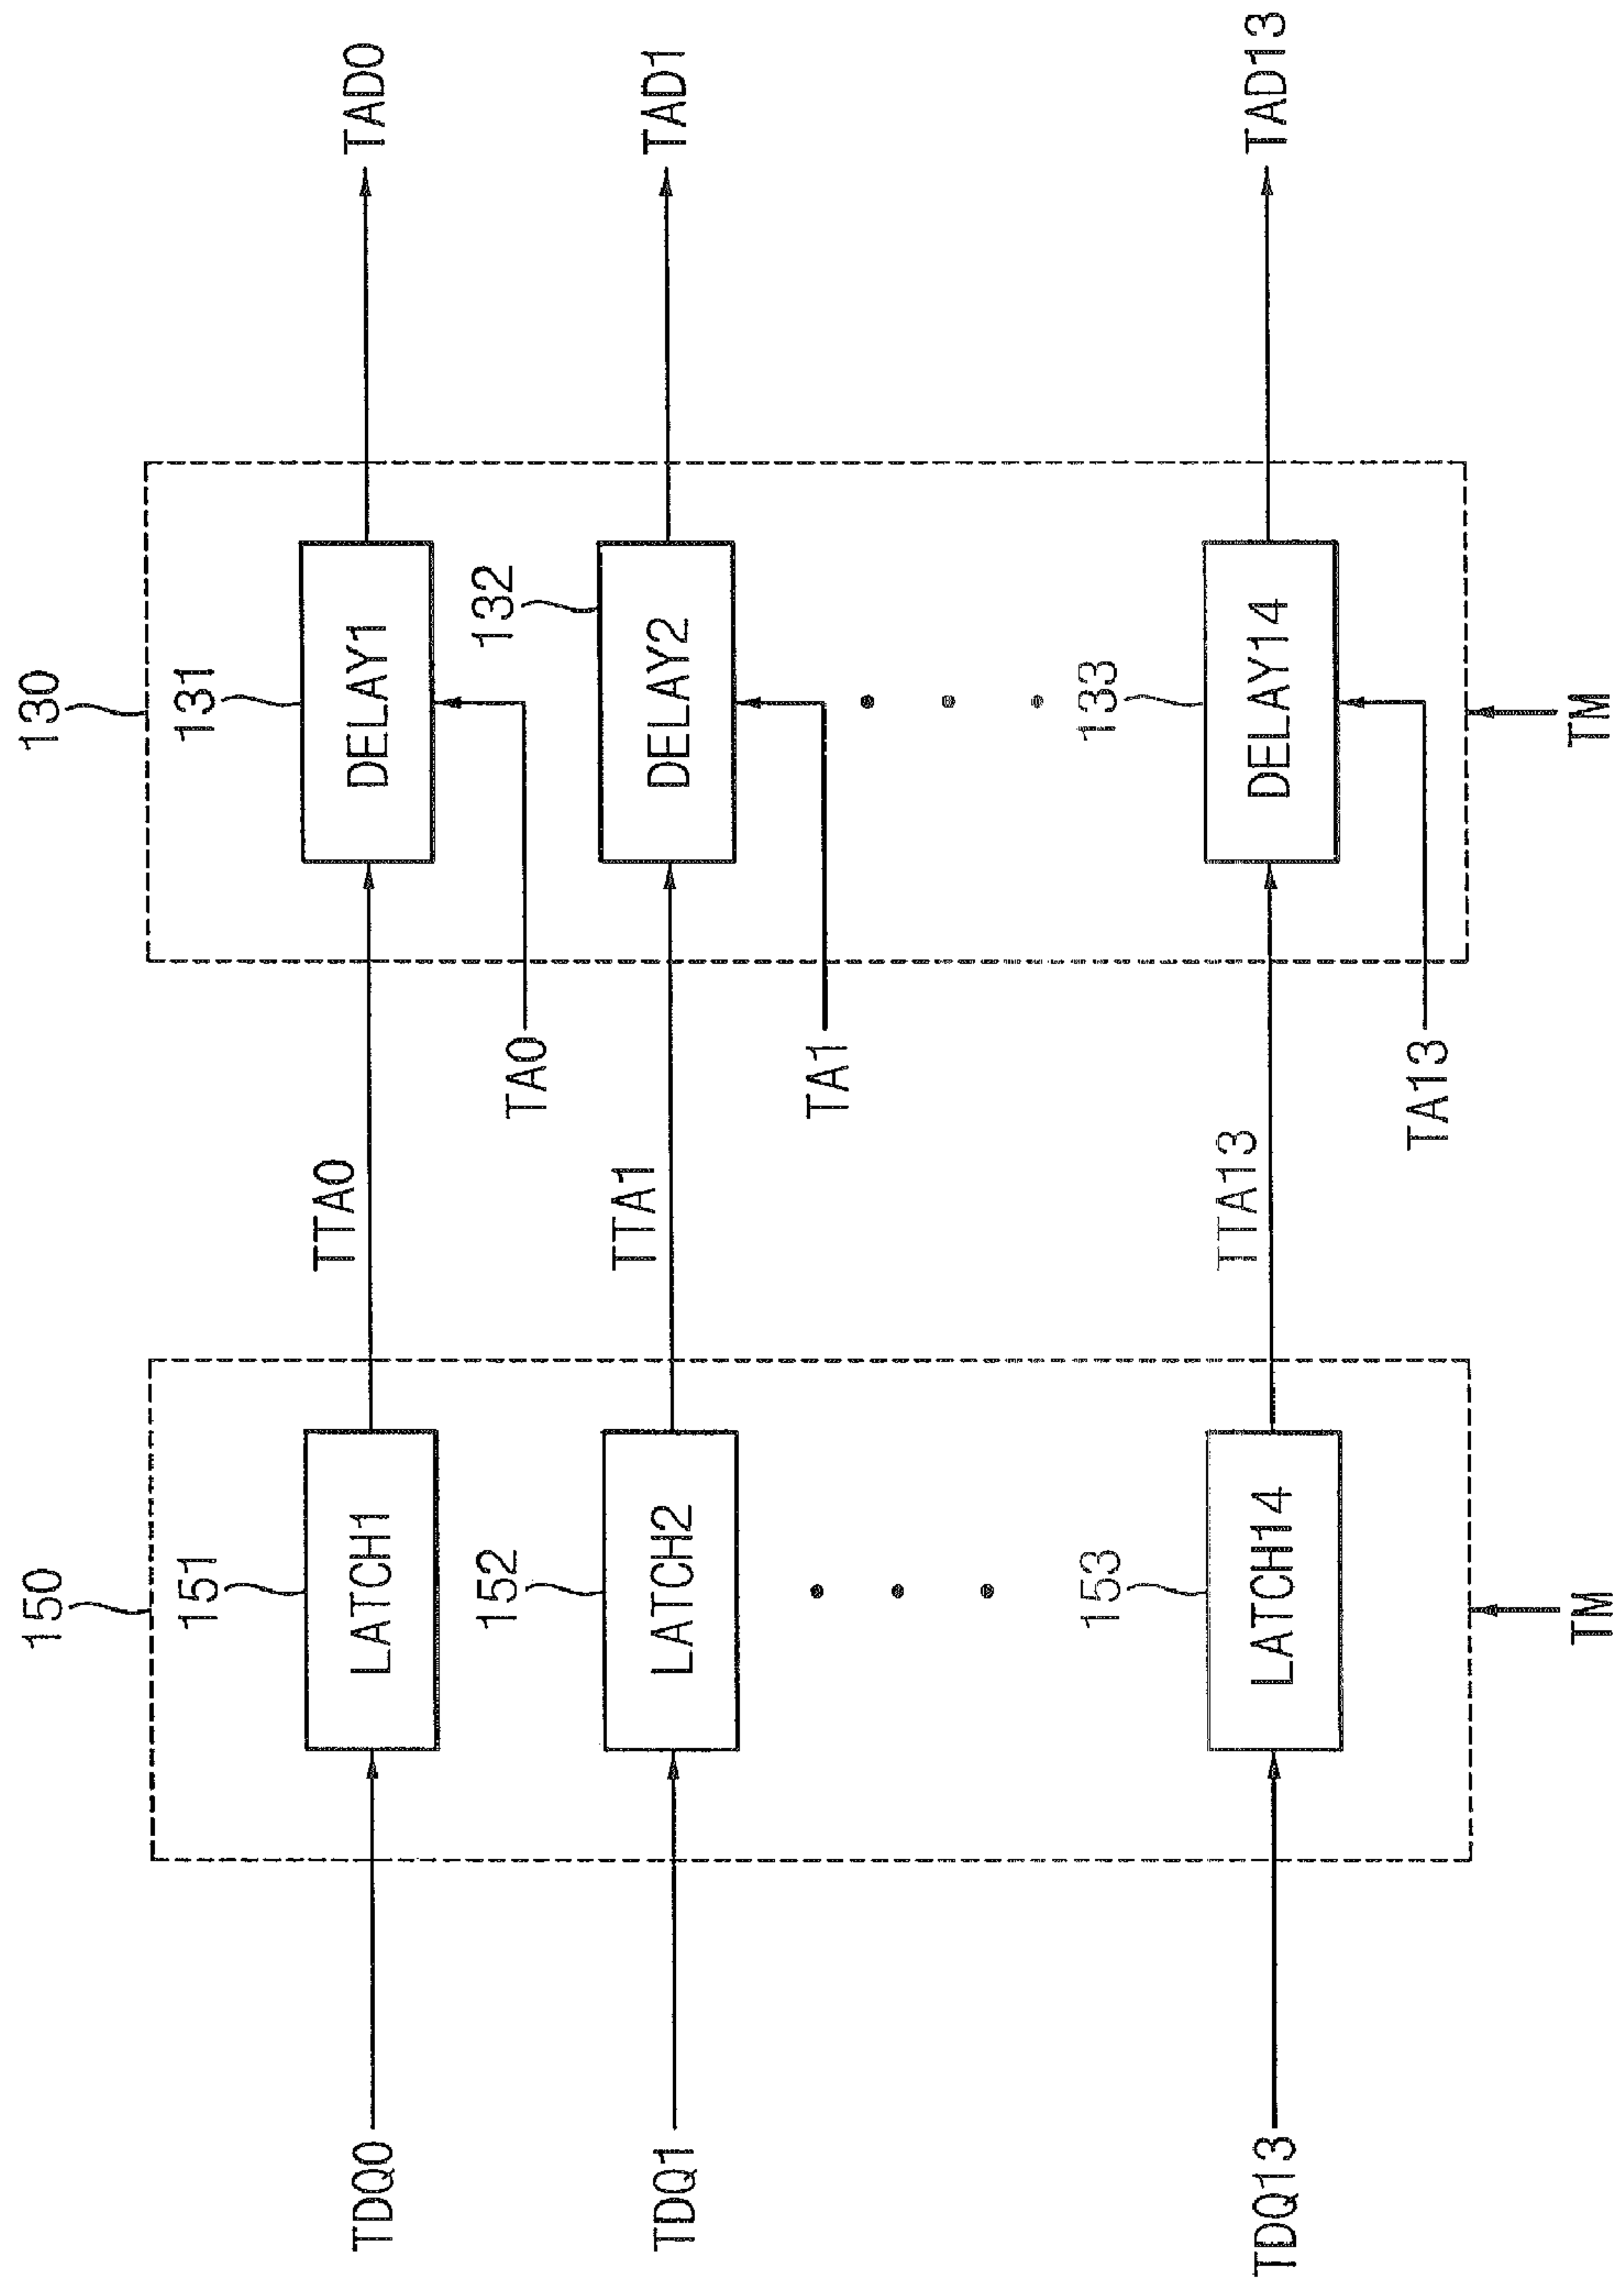 150
130
151
131
TDQ0
LATCH1
TTA0
DELAY1
TAD0
TA0
152
132
TDQ1
LATCH2
TTA1
DELAY2
TAD1
TA1
153
133
TDQ13
LATCH14
TTA13
DELAY14
TAD13
TA13
TM
TM